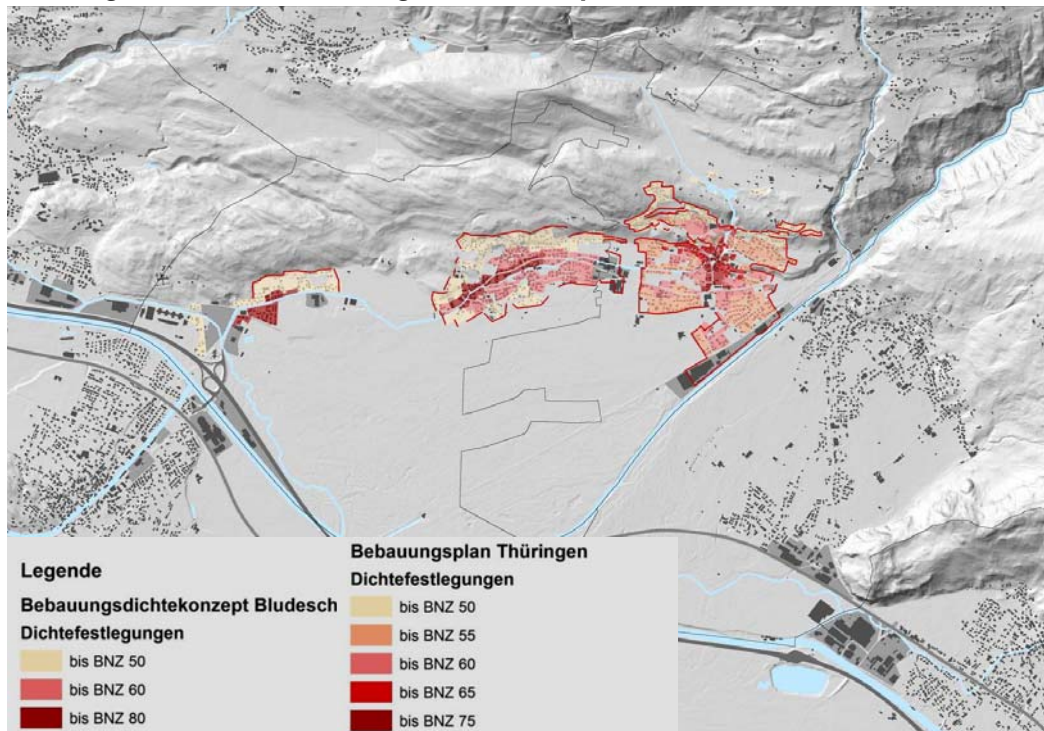 Legende
Bebauungsdichtekonzept Bludesch
Dichtefestlegungen
bis BNZ 50
bis BNZ 60
bis BNZ 80
Bebauungsplan Thüringen
Dichtefestlegungen
bis BNZ 50
bis BNZ 55
bis BNZ 60
bis BNZ 65
bis BNZ 75